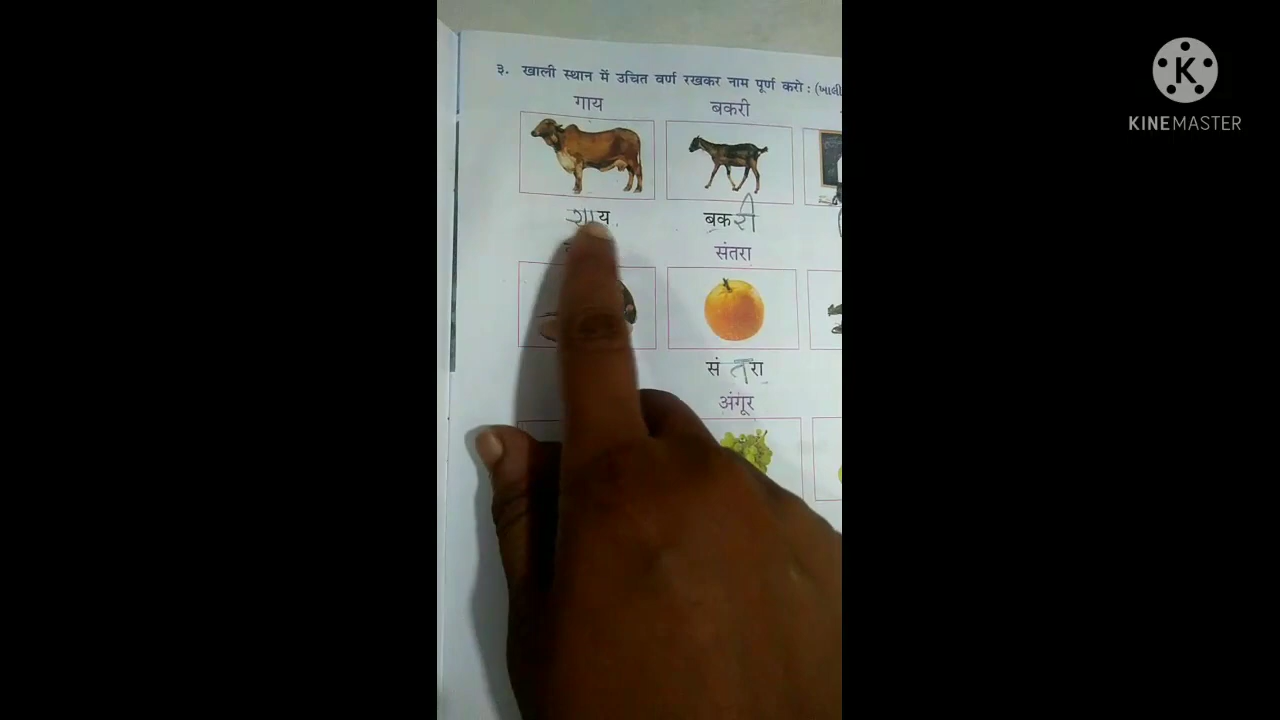 ३. खाली स्थान में उचित वर्ण रखकर नाम पूर्ण करो : (खाली
गाय बकरी
गाय बकरी
संतरा
संतरा
अंगूर
K
KINEMASTER